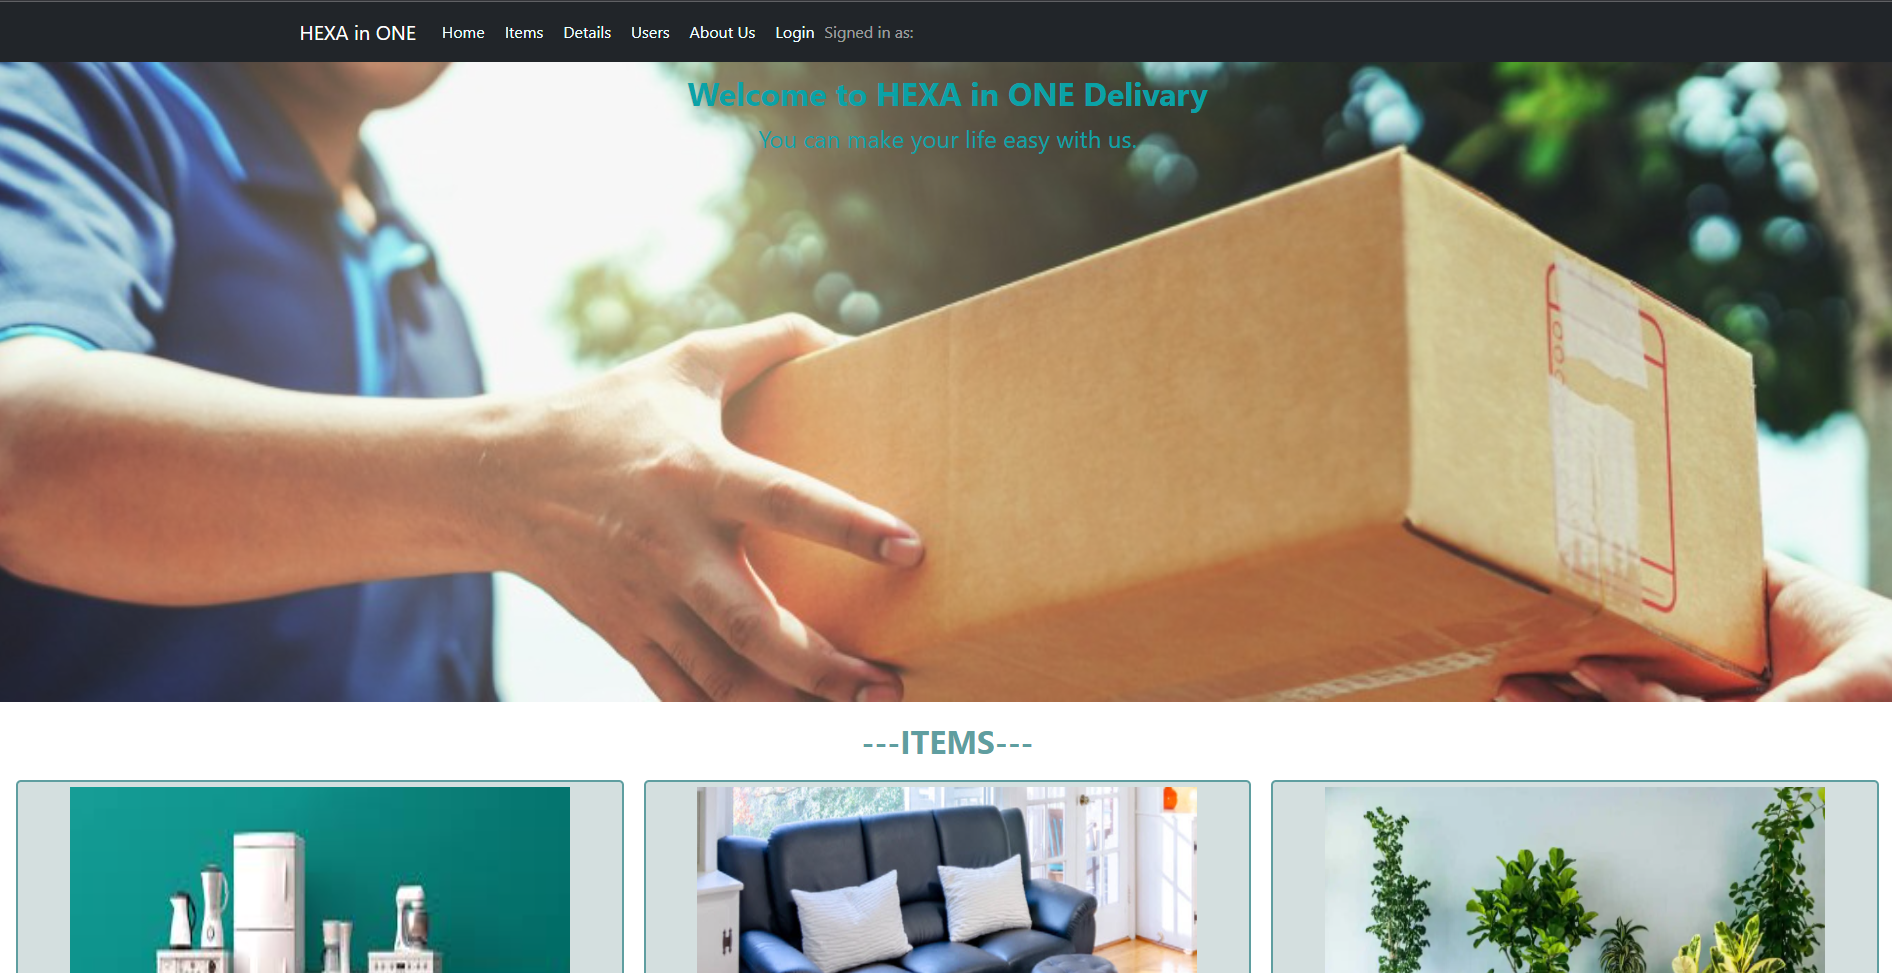 HEXA in ONE Home Items Details Users About Us Login Signed in as:
Welcome to HEXA in ONE Delivary
You can make your life easy with us.
---ITEMS---